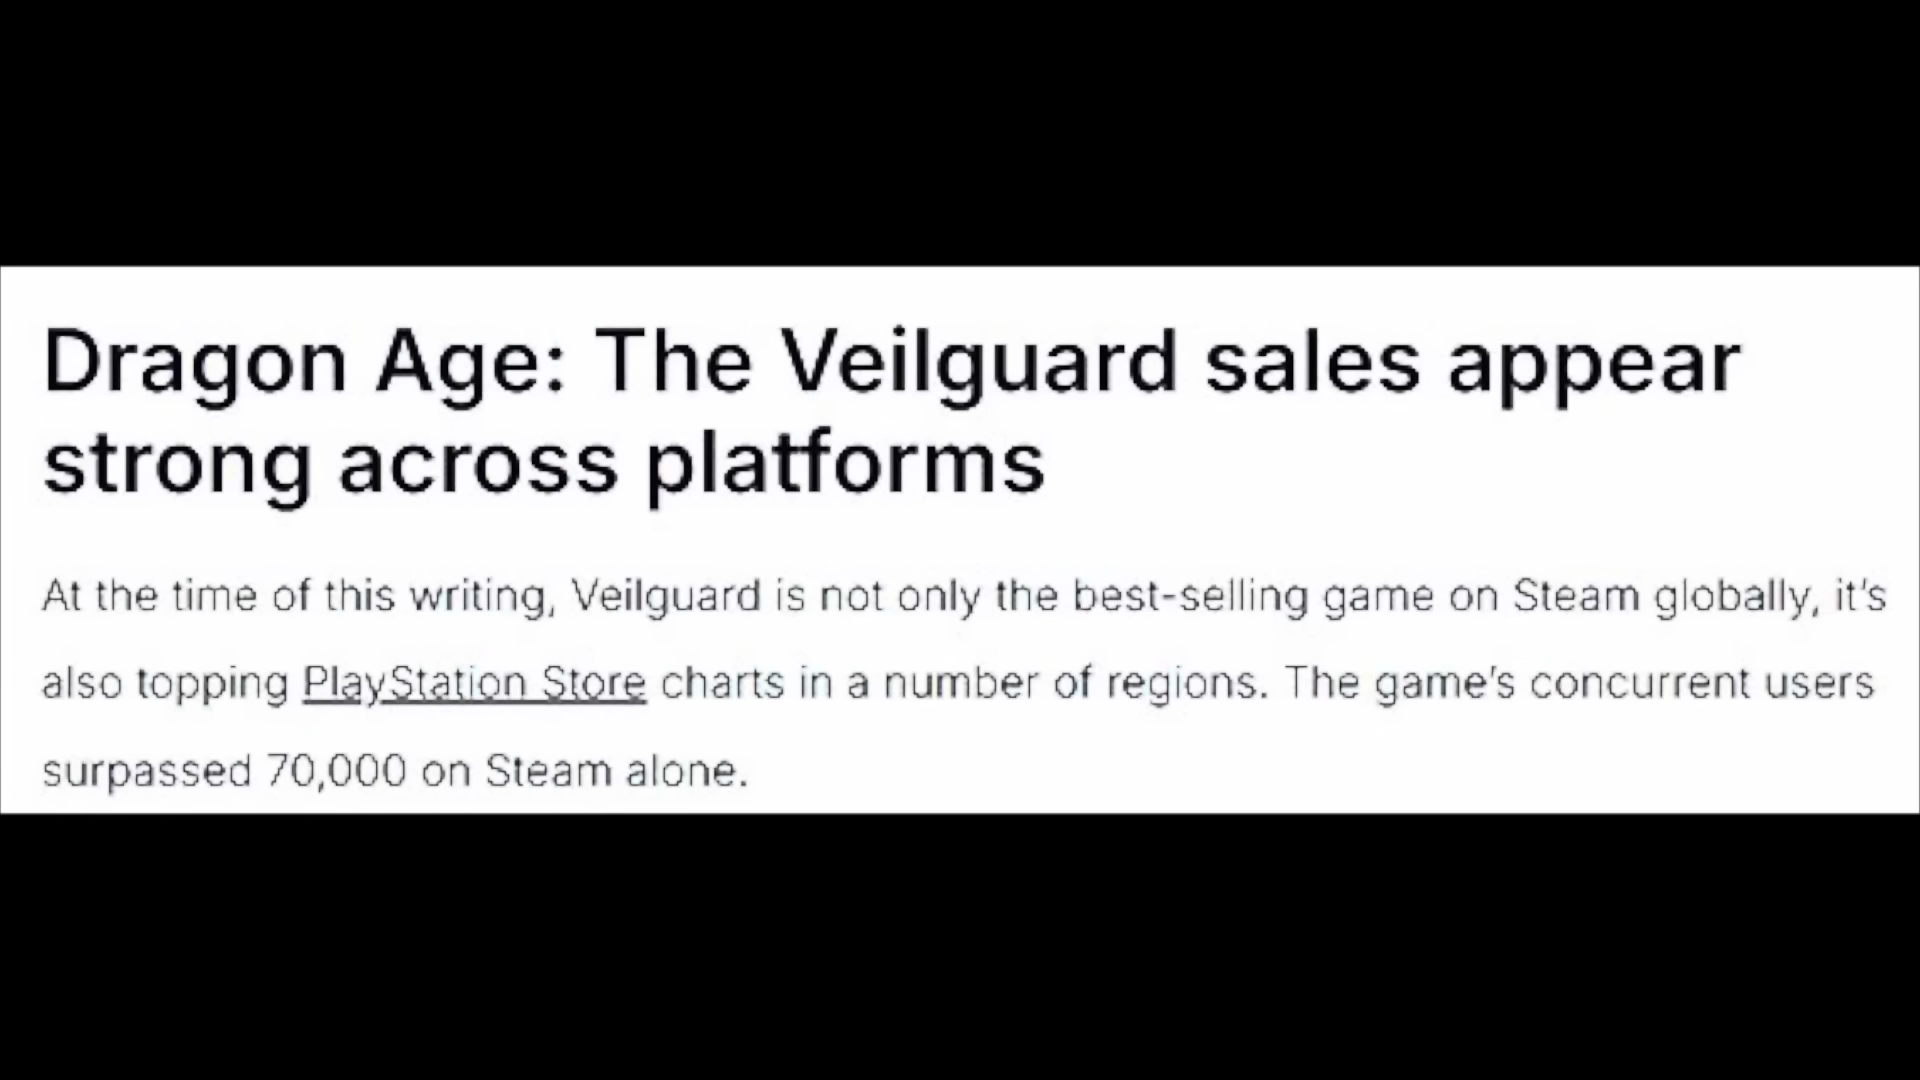 Dragon Age: The Veilguard sales appear
strong across platforms
At the time of this writing, Veilguard is not only the best-selling game on Steam globally, it's
also topping PlayStation Store charts in a number of regions. The game's concurrent users
surpassed 70,000 on Steam alone.